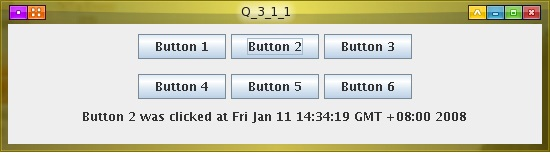 Q_3_1_1
Button 1 Button 2 Button 3
Button 4 Button 5 Button 6
Button 2 was clicked at Fri Jan 11 14:34:19 GMT +08:00 2008